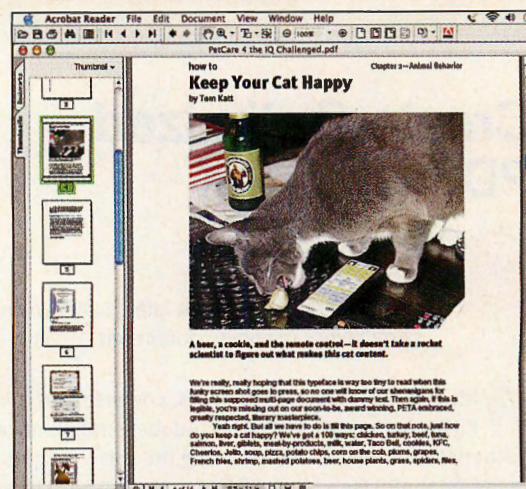 Acrobat Reader File Edit Document View Window Help
100%
PetCare 4 the IQ Challenged.pdf
Thumbnail
Bookmarks
Thumbnails
how to
Chapter 2—Animal Behavior
Keep Your Cat Happy
by Tom Katt
A beer, a cookie, and the remote control—it doesn't take a rocket
scientist to figure out what makes this cat content.
We're really, really hoping that this typeface is way too tiny to read when this
funky screen shot goes to press, so no one will know of our shenanigans for
filling this supposed multi-page document with dummy text. Then again, if this is
legible, you're missing out on our soon-to-be, award winning, PETA embraced,
greatly respected, literary masterpiece.
Yeah right. But all we have to do is fill this page. So on that note, just how
do you keep a cat happy? We've got a 100 ways: chicken, turkey, beef, tuna,
salmon, liver, giblets, meat-by-products, milk, water, Taco Bell, cookies, KFC,
Cheerios, Jello, soup, pizza, potato chips, corn on the cob, plums, grapes,
French fries, shrimp, mashed potatoes, beer, house plants, grass, spiders, flies,
5
6
7